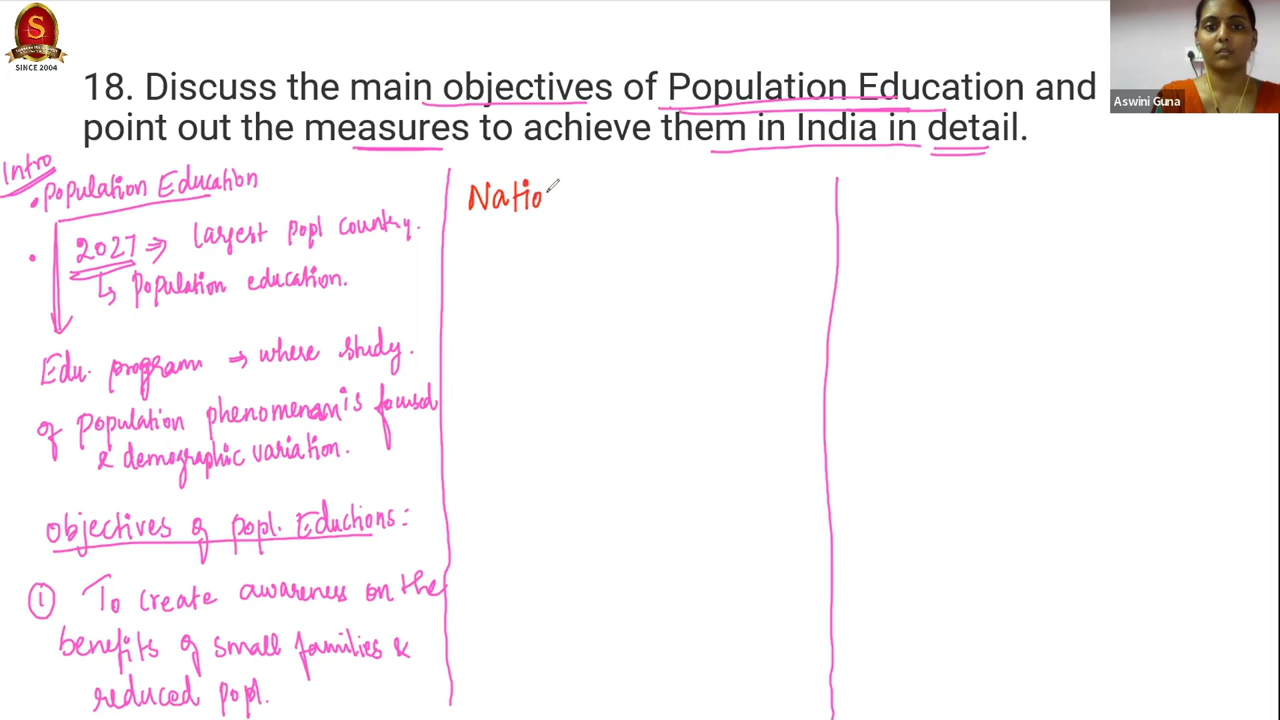 S
SINCE 2004
18. Discuss the main objectives of Population Education and
point out the measures to achieve them in India in detail.
Aswini Guna
Intro
• Population Education
• 2027 ⇒ largest popl country.
↳ population education.
Edu. program → where study.
of population phenomenan is focused
& demographic variation.
Objectives of popl. Eductions:
① To create awareness on the
benefits of small families &
reduced popl.
Natio